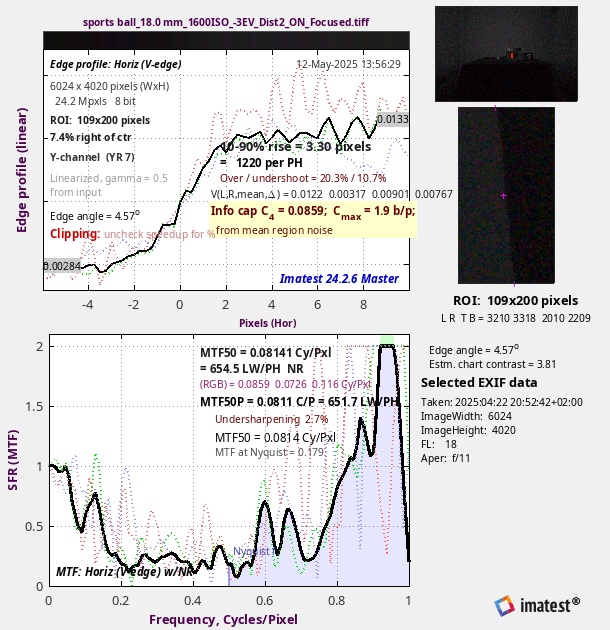 sports ball_18.0 mm_1600ISO_-3EV_Dist2_ON_Focused.tiff
Edge profile: Horiz (V-edge)
12-May-2025 13:56:29
6024 x 4020 pixels (WxH)
24.2 Mpxls 8 bit
ROI: 109x200 pixels
7.4% right of ctr
Y-channel (YR 7)
Linearized, gamma = 0.5
from input
Edge angle = 4.57°
Clipping: uncheck speedup for %
0.0133
10-90% rise = 3.30 pixels
= 1220 per PH
Over / undershoot = 20.3% / 10.7%
V(L,R,mean,Δ) = 0.0122 0.00317 0.00901 0.00767
Info cap C4 = 0.0859; Cmax = 1.9 b/p;
from mean region noise
0.00284
Imatest 24.2.6 Master
Edge profile (linear)
-4 -2 0 2 4 6 8
Pixels (Hor)
ROI: 109x200 pixels
L R T B = 3210 3318 2010 2209
Edge angle = 4.57°
Estm. chart contrast = 3.81
Selected EXIF data
Taken: 2025:04:22 20:52:42+02:00
ImageWidth: 6024
ImageHeight: 4020
FL: 18
Aper: f/11
MTF50 = 0.08141 Cy/Pxl
= 654.5 LW/PH NR
(RGB) = 0.0859 0.0726 0.116 Cy/Pxl
MTF50P = 0.0811 C/P = 651.7 LW/PH
Undersharpening 2.7%
MTF50 = 0.0814 Cy/Pxl
MTF at Nyquist = 0.179
Nyquist f
MTF: Horiz (V-edge) w/NR
SFR (MTF)
2
1.5
1
0.5
0
0 0.2 0.4 0.6 0.8 1
Frequency, Cycles/Pixel
imatest®